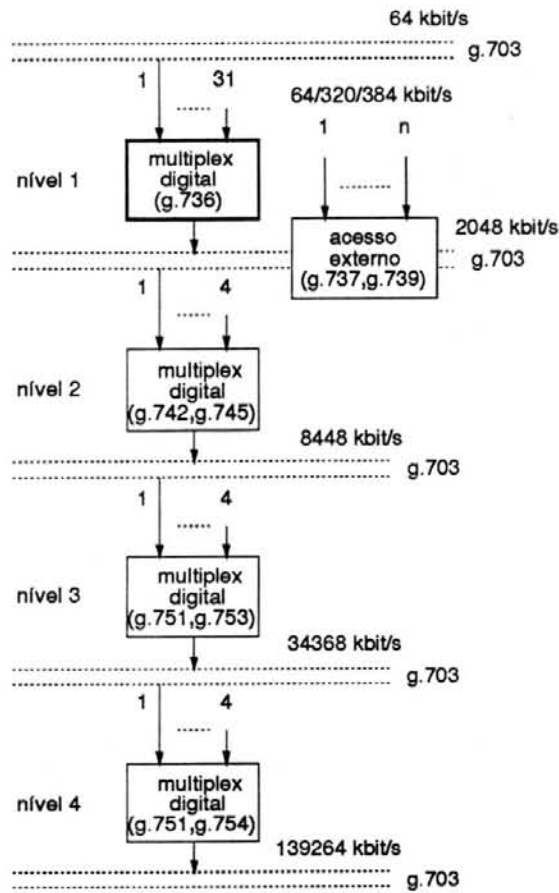 64 kbit/s
g.703
1 31
64/320/384 kbit/s
1 n
nível 1
multiplex
digital
(g.736)
acesso
externo
(g.737,g.739)
2048 kbit/s
g.703
1 4
nível 2
multiplex
digital
(g.742,g.745)
8448 kbit/s
g.703
1 4
nível 3
multiplex
digital
(g.751,g.753)
34368 kbit/s
g.703
1 4
nível 4
multiplex
digital
(g.751,g.754)
139264 kbit/s
g.703